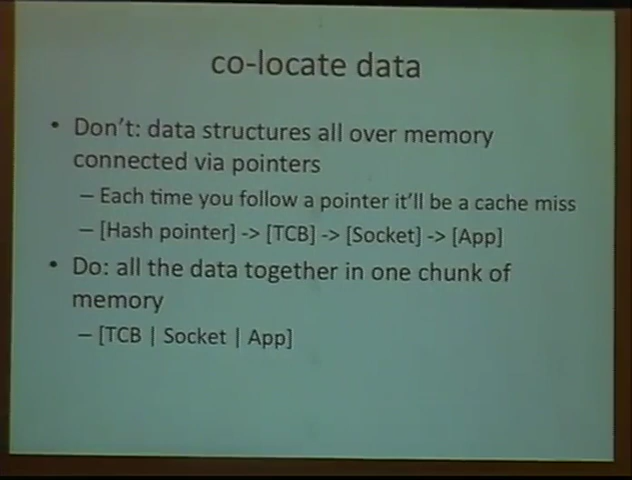 co-locate data
• Don't: data structures all over memory
connected via pointers
– Each time you follow a pointer it'll be a cache miss
– [Hash pointer] -> [TCB] -> [Socket] -> [App]
• Do: all the data together in one chunk of
memory
– [TCB | Socket | App]